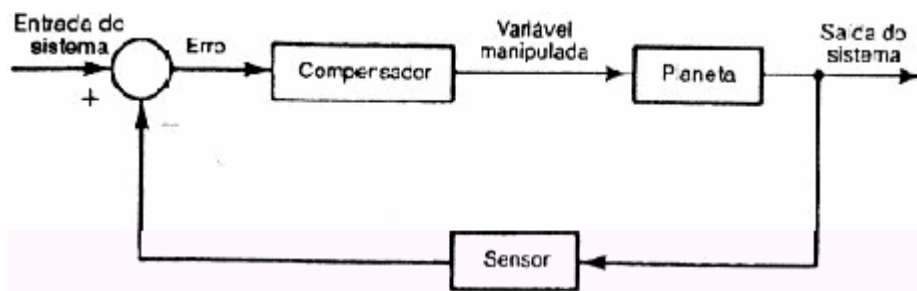 Entrada do
sistema
Erro
Compensador
Variável
manipulada
Planeta
Saída do
sistema
+
−
Sensor